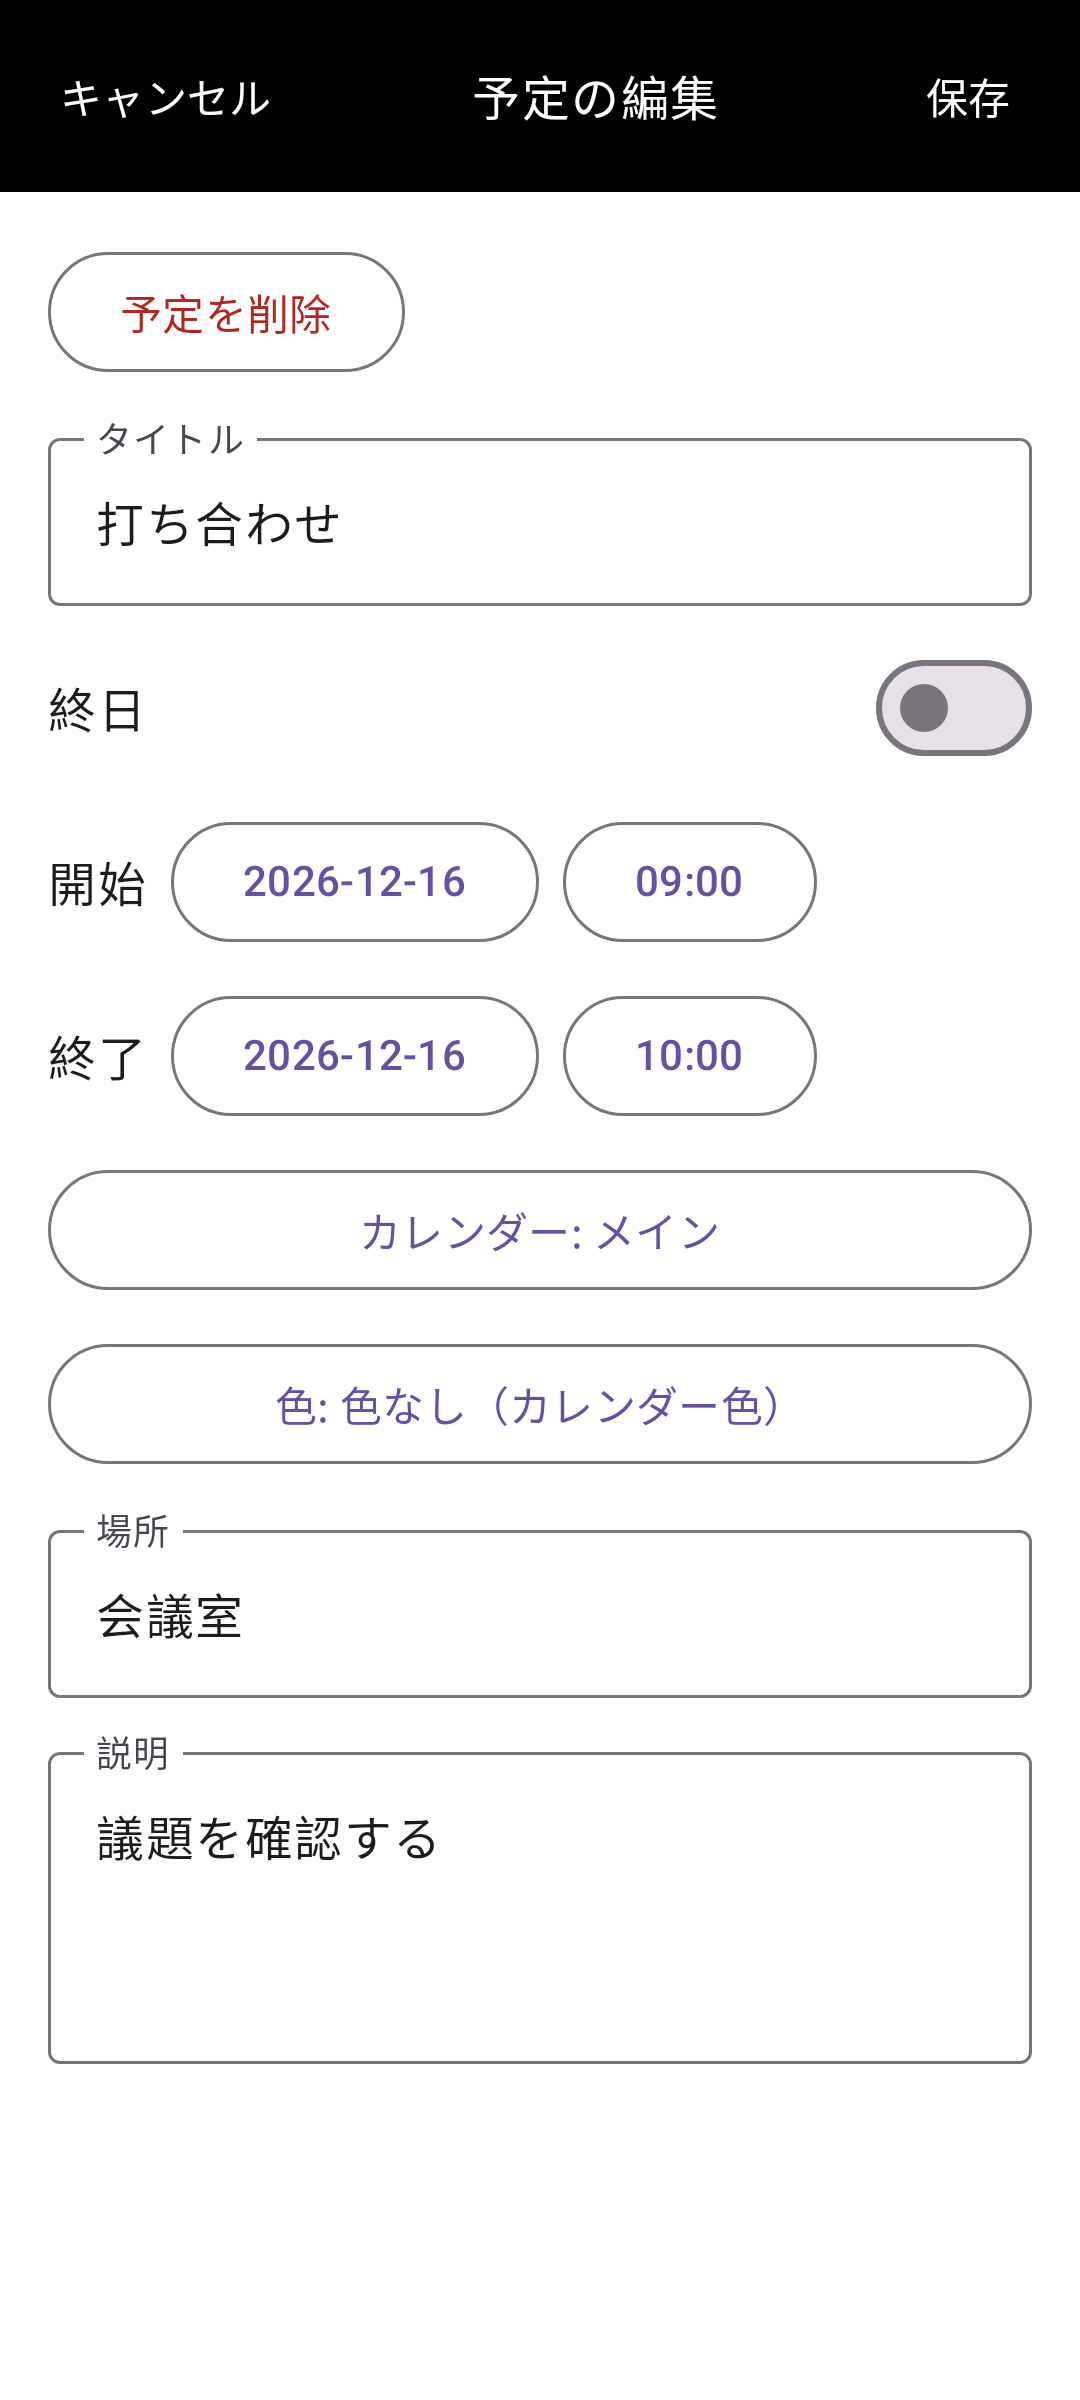 キャンセル 予定の編集 保存
予定を削除
タイトル
打ち合わせ
終日
開始 2026-12-16 09:00
終了 2026-12-16 10:00
カレンダー: メイン
色: 色なし（カレンダー色）
場所
会議室
説明
議題を確認する